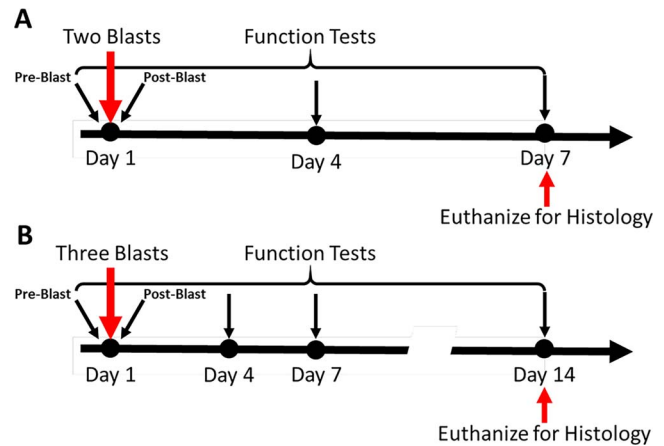 A
Two Blasts
Function Tests
Pre-Blast
Post-Blast
Day 1
Day 4
Day 7
Euthanize for Histology
B
Three Blasts
Function Tests
Pre-Blast
Post-Blast
Day 1
Day 4
Day 7
Day 14
Euthanize for Histology